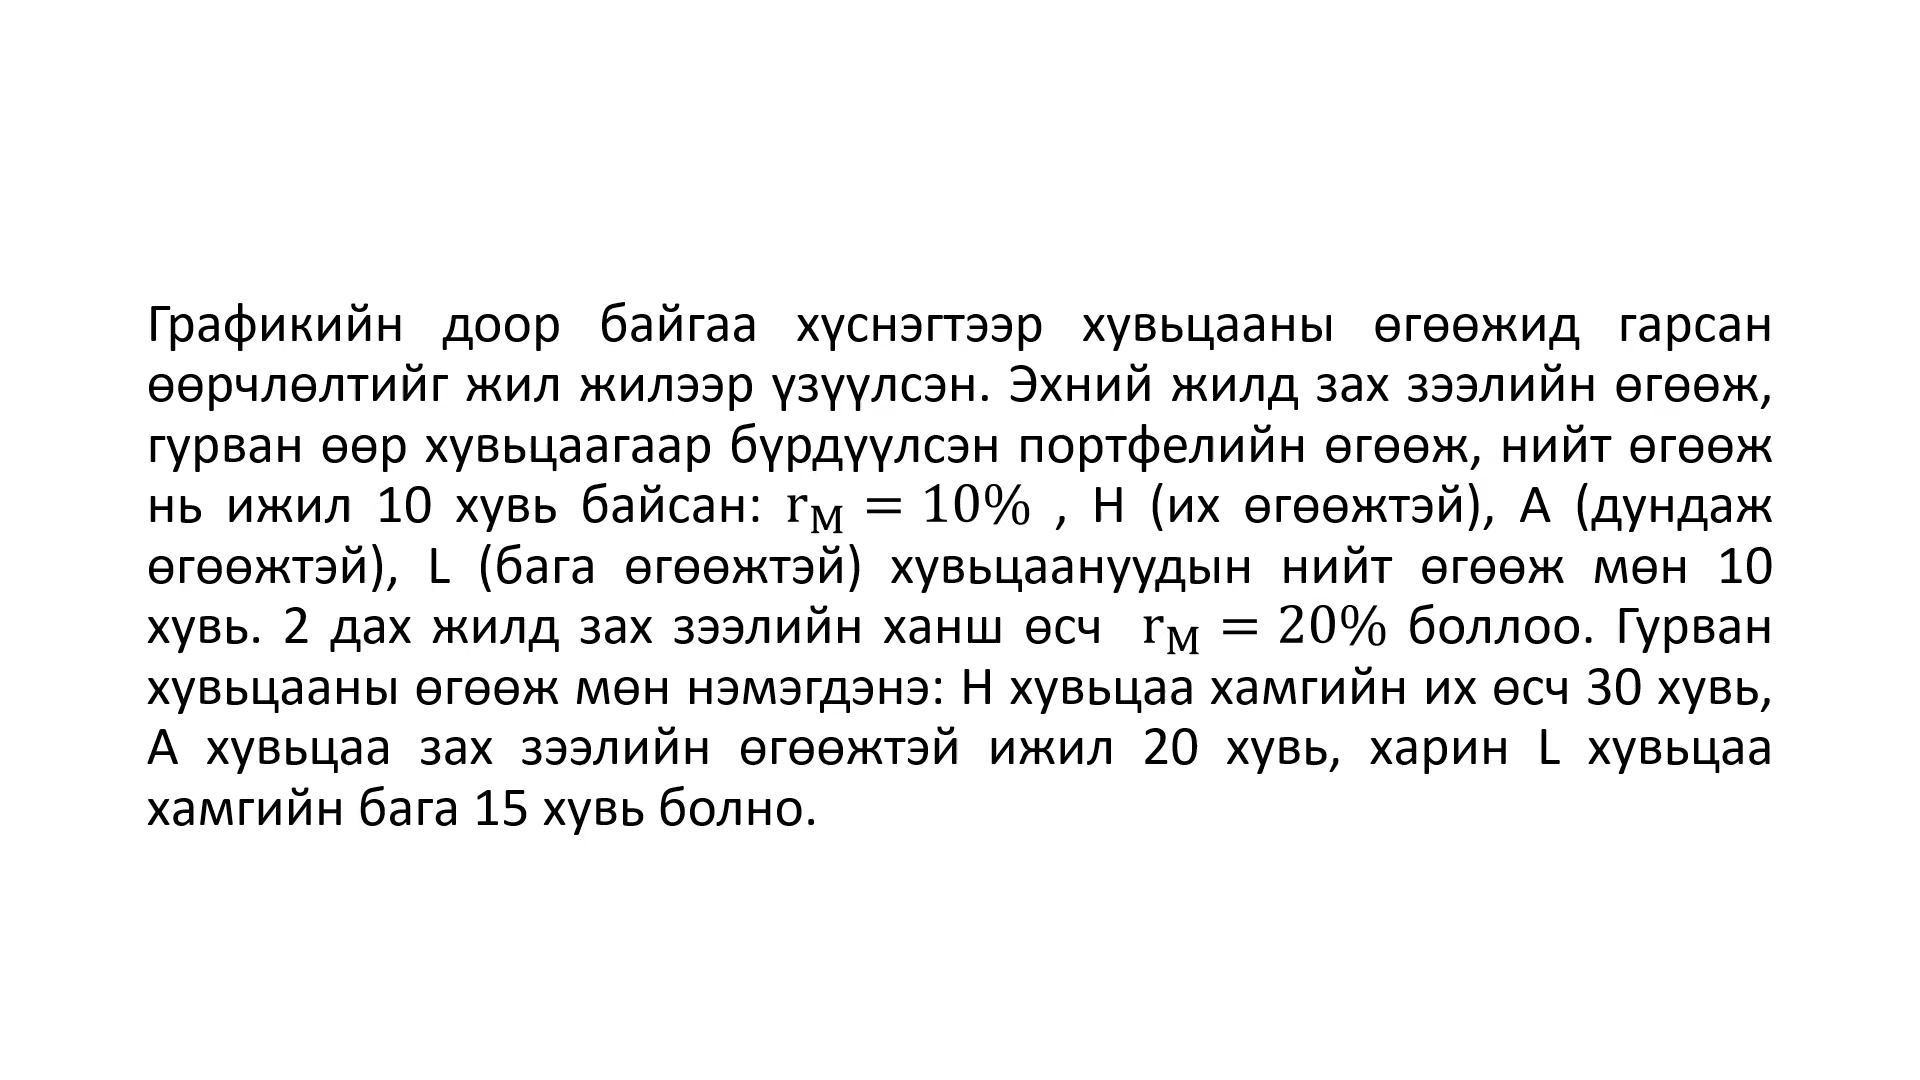 Графикийн доор байгаа хүснэгтээр хувьцааны өгөөжид гарсан
өөрчлөлтийг жил жилээр үзүүлсэн. Эхний жилд зах зээлийн өгөөж,
гурван өөр хувьцаагаар бүрдүүлсэн портфелийн өгөөж, нийт өгөөж
нь ижил 10 хувь байсан: r_M = 10% , H (их өгөөжтэй), A (дундаж
өгөөжтэй), L (бага өгөөжтэй) хувьцаануудын нийт өгөөж мөн 10
хувь. 2 дах жилд зах зээлийн ханш өсч r_M = 20% боллоо. Гурван
хувьцааны өгөөж мөн нэмэгдэнэ: H хувьцаа хамгийн их өсч 30 хувь,
A хувьцаа зах зээлийн өгөөжтэй ижил 20 хувь, харин L хувьцаа
хамгийн бага 15 хувь болно.